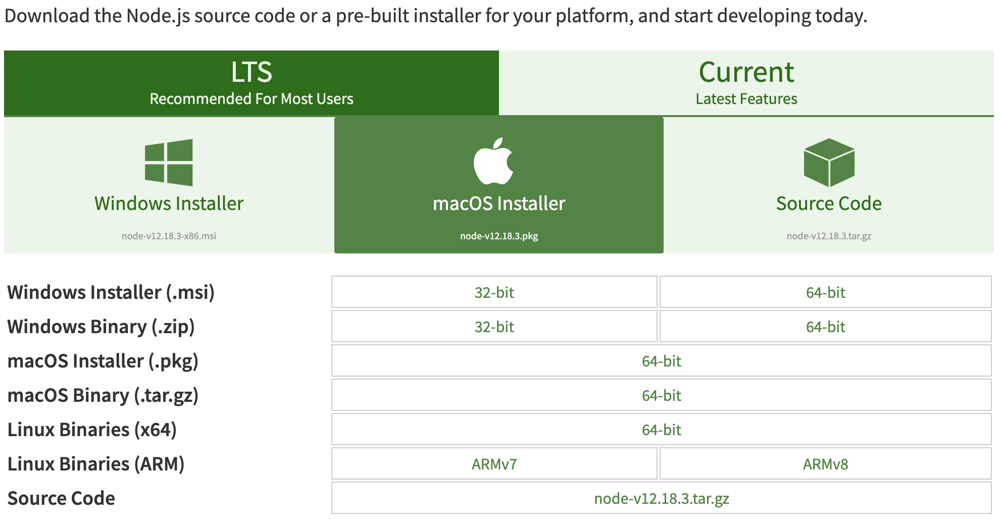 Download the Node.js source code or a pre-built installer for your platform, and start developing today.
LTS
Recommended For Most Users
Current
Latest Features
Windows Installer
node-v12.18.3-x86.msi
macOS Installer
node-v12.18.3.pkg
Source Code
node-v12.18.3.tar.gz
Windows Installer (.msi) 32-bit 64-bit
Windows Binary (.zip) 32-bit 64-bit
macOS Installer (.pkg) 64-bit
macOS Binary (.tar.gz) 64-bit
Linux Binaries (x64) 64-bit
Linux Binaries (ARM) ARMv7 ARMv8
Source Code node-v12.18.3.tar.gz